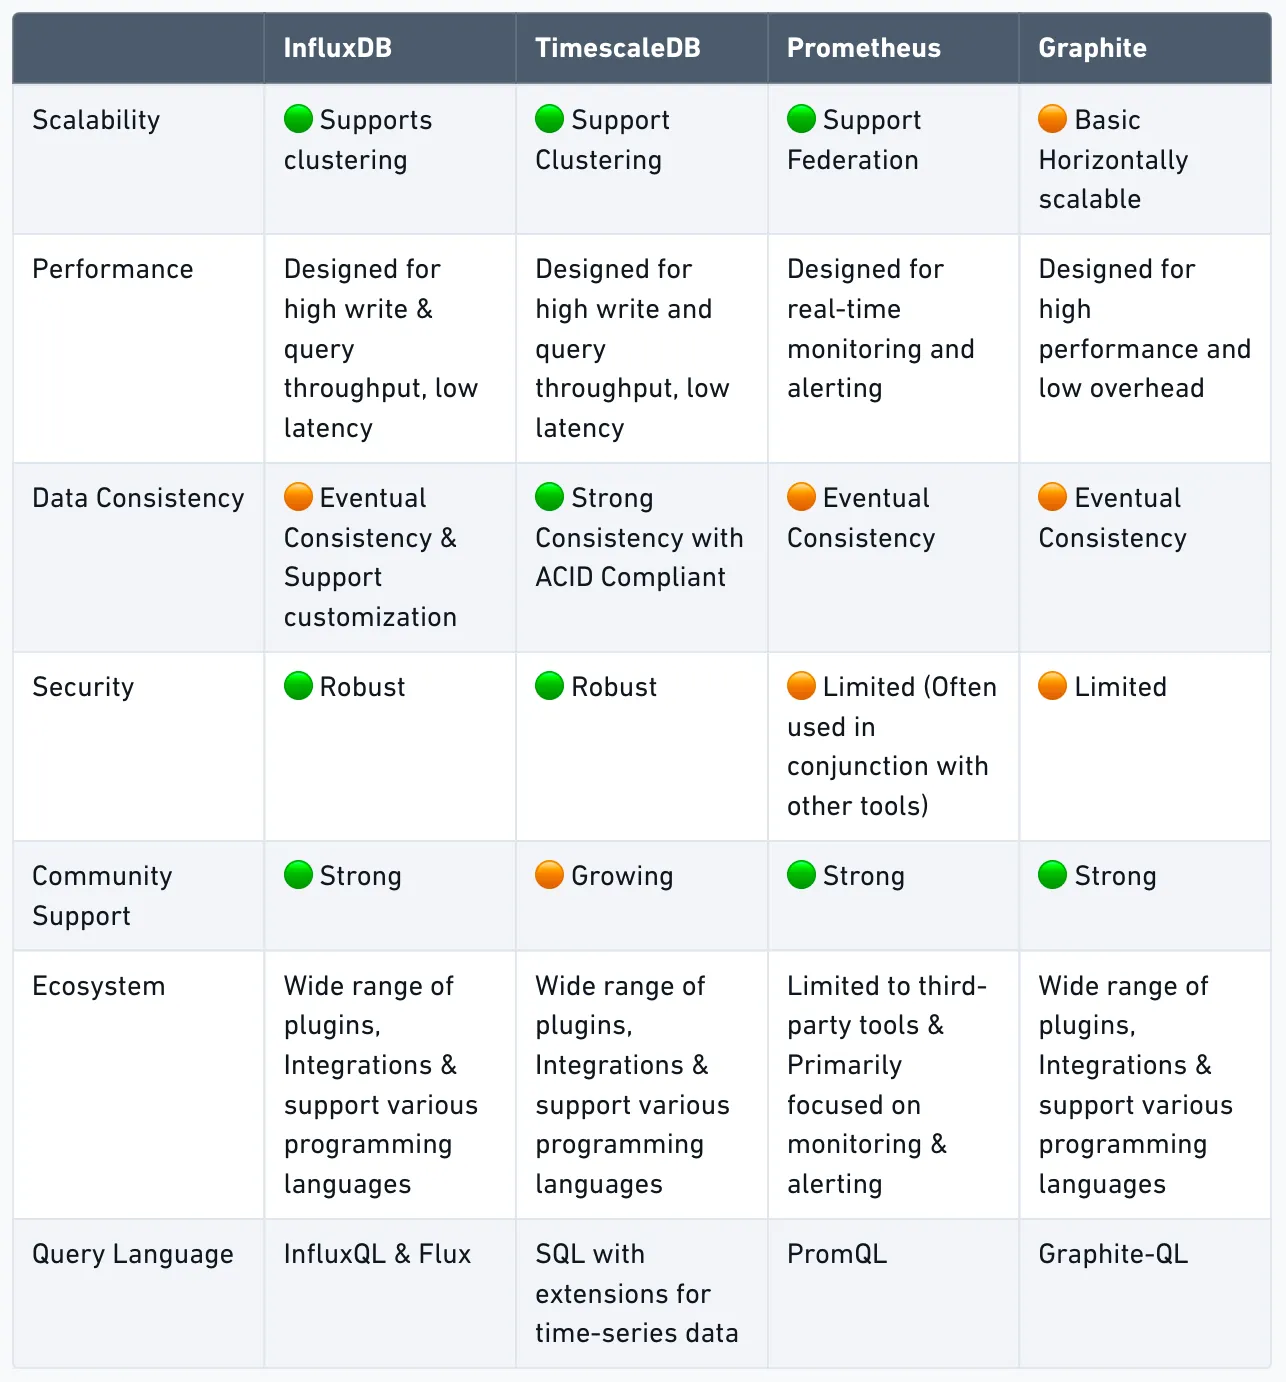 InfluxDB TimescaleDB Prometheus Graphite
Scalability
Supports
clustering
Support
Clustering
Support
Federation
Basic
Horizontally
scalable
Performance
Designed for
high write &
query
throughput, low
latency
Designed for
high write and
query
throughput, low
latency
Designed for
real-time
monitoring and
alerting
Designed for
high
performance and
low overhead
Data Consistency
Eventual
Consistency &
Support
customization
Strong
Consistency with
ACID Compliant
Eventual
Consistency
Eventual
Consistency
Security
Robust
Robust
Limited (Often
used in
conjunction with
other tools)
Limited
Community
Support
Strong
Growing
Strong
Strong
Ecosystem
Wide range of
plugins,
Integrations &
support various
programming
languages
Wide range of
plugins,
Integrations &
support various
programming
languages
Limited to third-
party tools &
Primarily
focused on
monitoring &
alerting
Wide range of
plugins,
Integrations &
support various
programming
languages
Query Language
InfluxQL & Flux
SQL with
extensions for
time-series data
PromQL
Graphite-QL